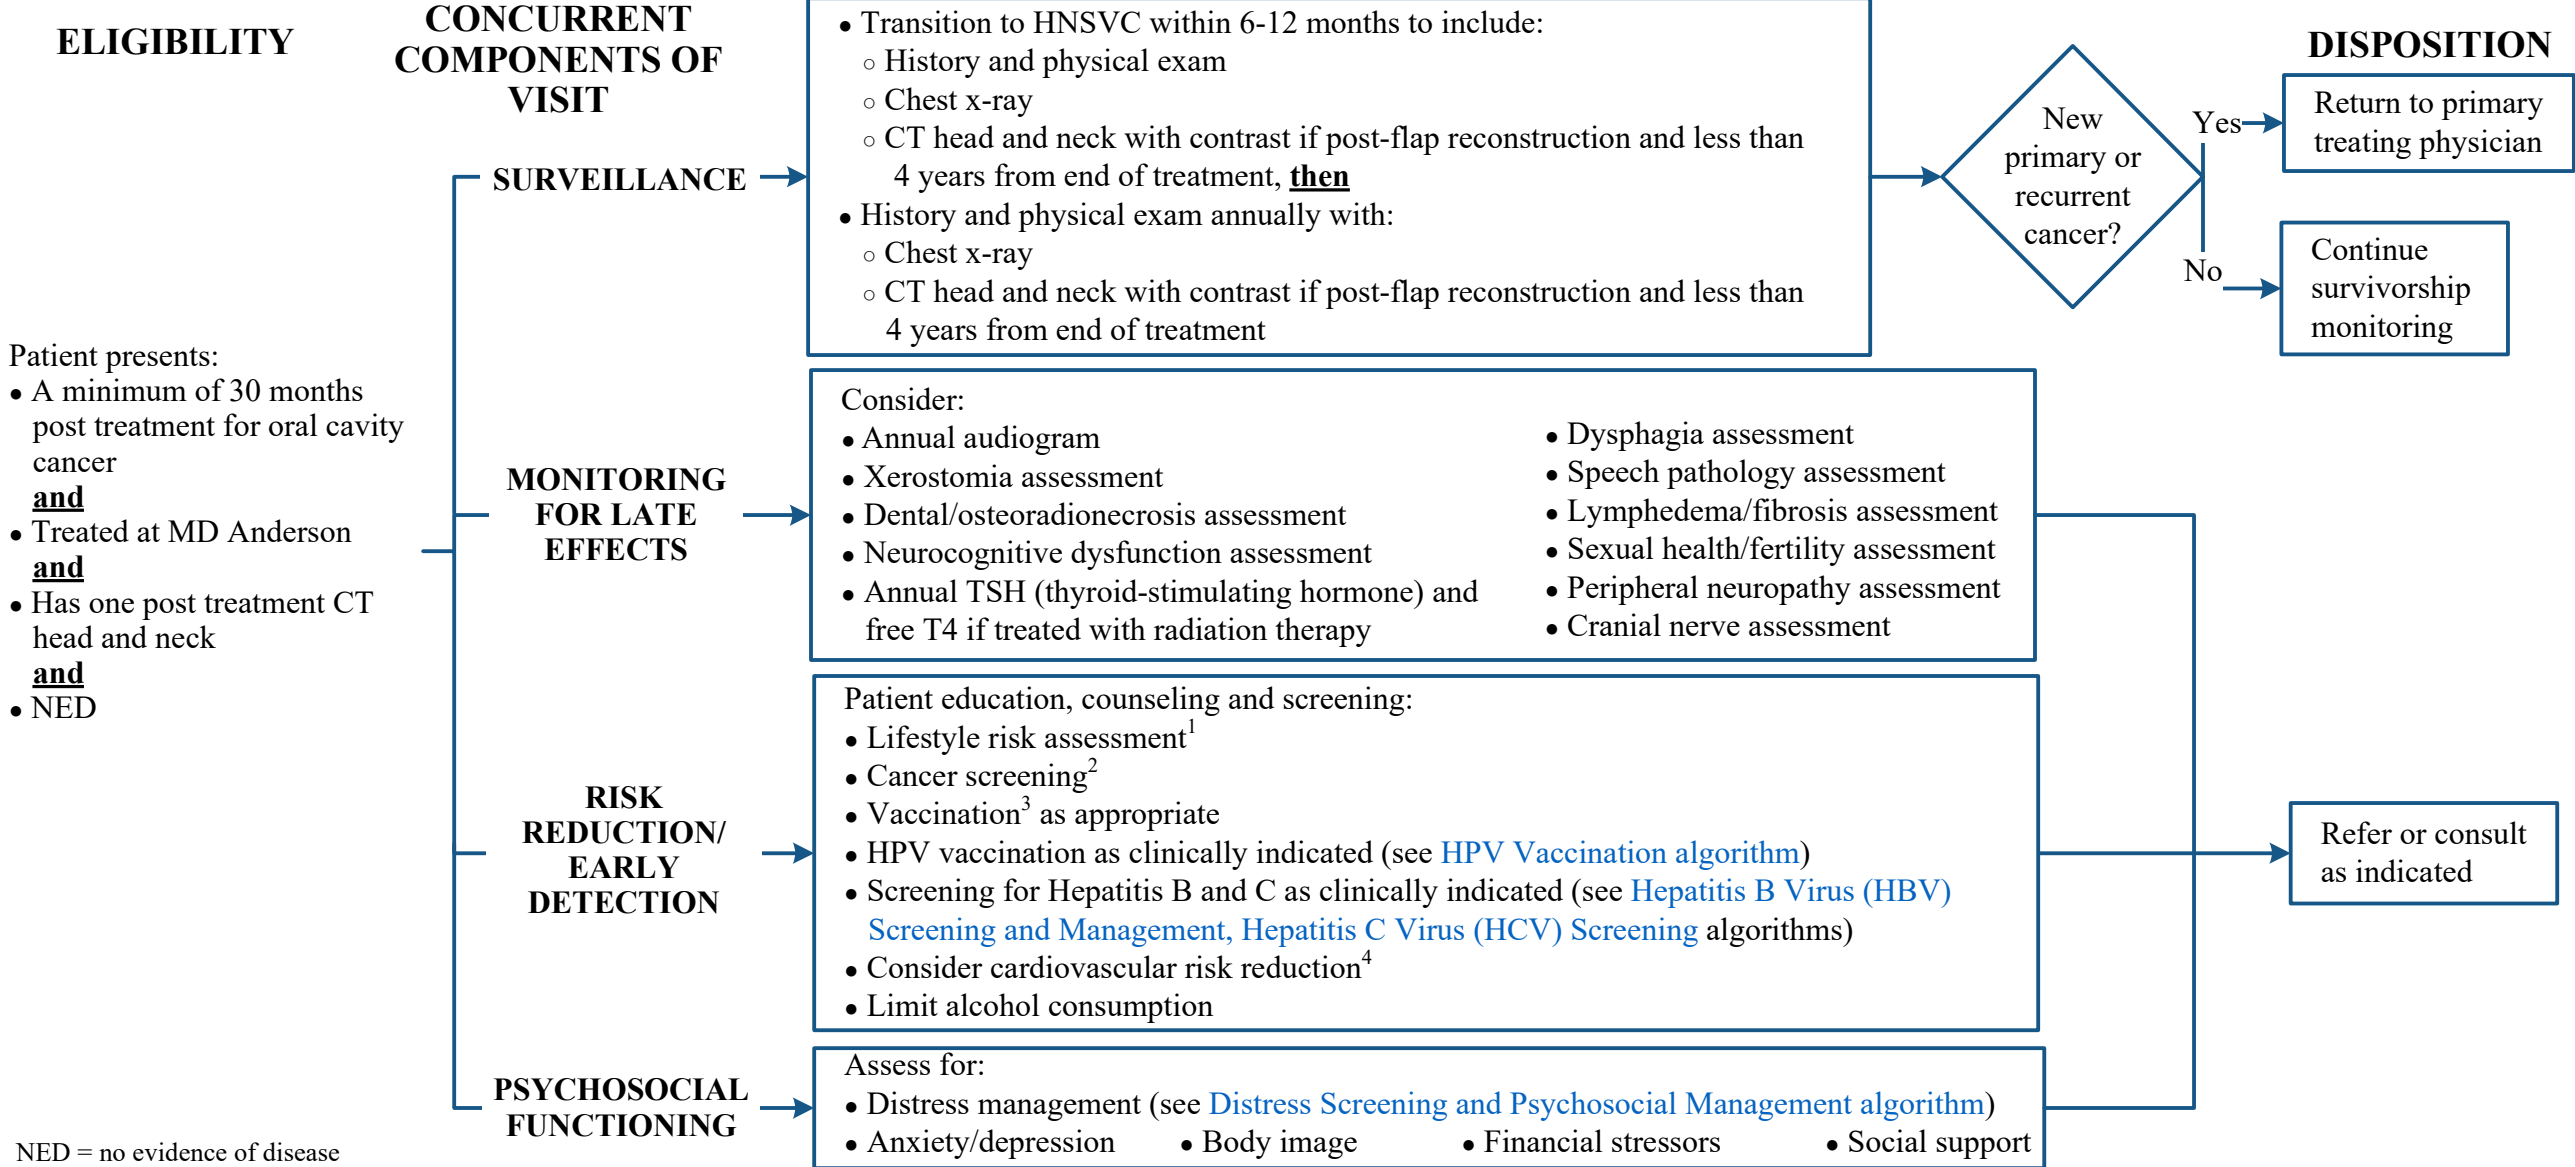 ELIGIBILITY
CONCURRENT
COMPONENTS OF
VISIT
DISPOSITION
Patient presents:
● A minimum of 30 months
post treatment for oral cavity
cancer
and
● Treated at MD Anderson
and
● Has one post treatment CT
head and neck
and
● NED
SURVEILLANCE
● Transition to HNSVC within 6-12 months to include:
○ History and physical exam
○ Chest x-ray
○ CT head and neck with contrast if post-flap reconstruction and less than
4 years from end of treatment, then
● History and physical exam annually with:
○ Chest x-ray
○ CT head and neck with contrast if post-flap reconstruction and less than
4 years from end of treatment
New
primary or
recurrent
cancer?
Yes
Return to primary
treating physician
No
Continue
survivorship
monitoring
MONITORING
FOR LATE
EFFECTS
Consider:
● Annual audiogram
● Xerostomia assessment
● Dental/osteoradionecrosis assessment
● Neurocognitive dysfunction assessment
● Annual TSH (thyroid-stimulating hormone) and
free T4 if treated with radiation therapy
● Dysphagia assessment
● Speech pathology assessment
● Lymphedema/fibrosis assessment
● Sexual health/fertility assessment
● Peripheral neuropathy assessment
● Cranial nerve assessment
RISK
REDUCTION/
EARLY
DETECTION
Patient education, counseling and screening:
● Lifestyle risk assessment1
● Cancer screening2
● Vaccination3 as appropriate
● HPV vaccination as clinically indicated (see HPV Vaccination algorithm)
● Screening for Hepatitis B and C as clinically indicated (see Hepatitis B Virus (HBV)
Screening and Management, Hepatitis C Virus (HCV) Screening algorithms)
● Consider cardiovascular risk reduction4
● Limit alcohol consumption
Refer or consult
as indicated
PSYCHOSOCIAL
FUNCTIONING
Assess for:
● Distress management (see Distress Screening and Psychosocial Management algorithm)
● Anxiety/depression ● Body image ● Financial stressors ● Social support
NED = no evidence of disease